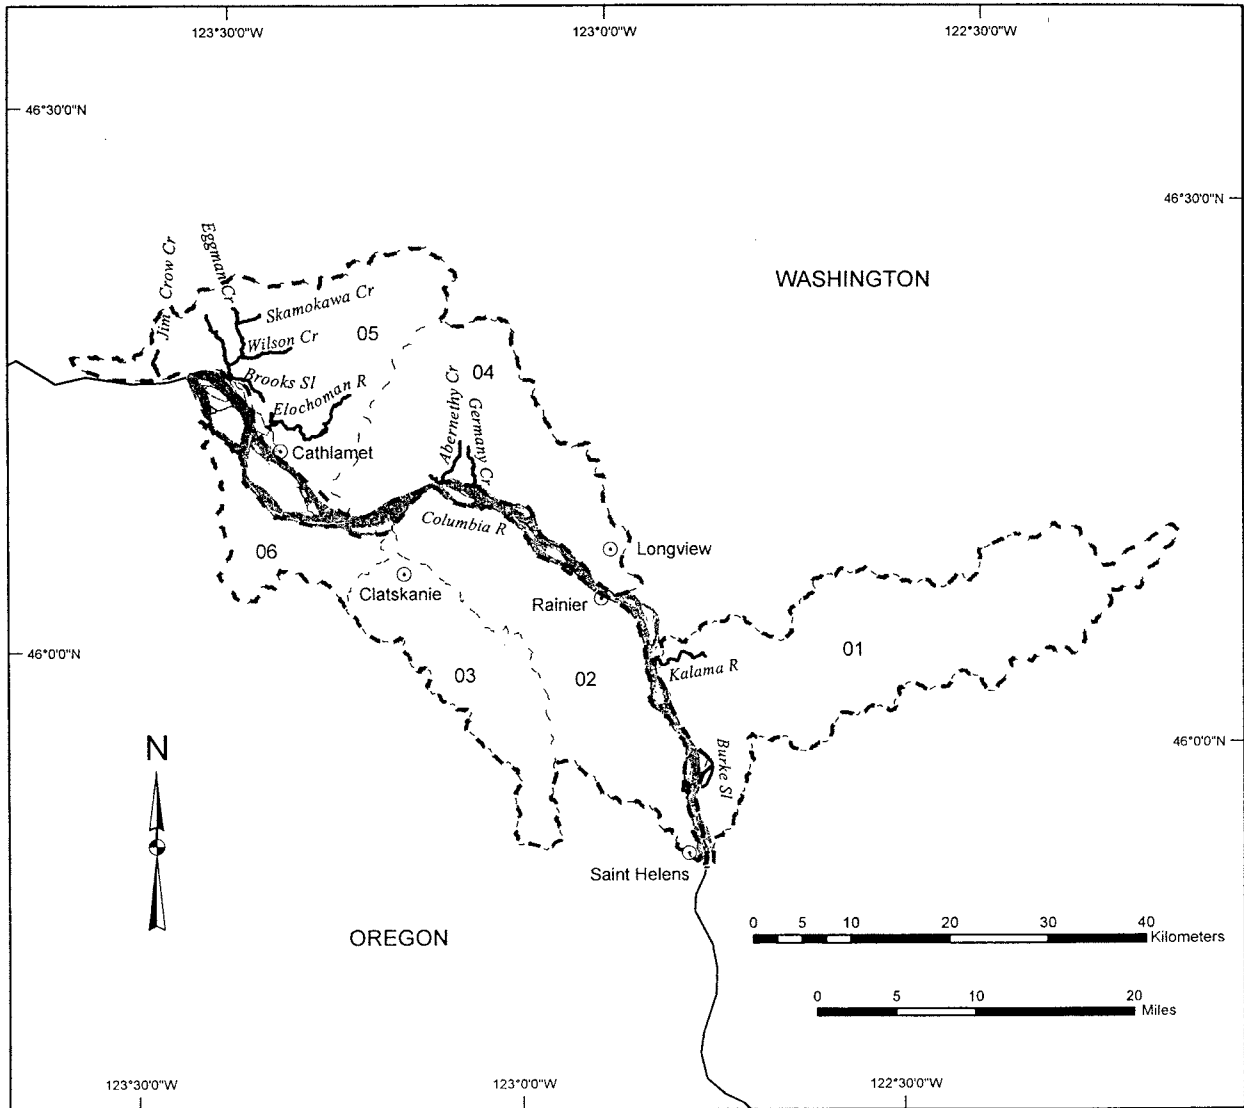 123°30'0"W
123°0'0"W
122°30'0"W
46°30'0"N
46°30'0"N
Jim Crow Cr
Eggman Cr
WASHINGTON
Skamokawa Cr
05
Wilson Cr
04
Brooks Sl
Elochoman R
Abernethy Cr
Germany Cr
Cathlamet
Columbia R
06
Longview
Clatskanie
Rainier
46°0'0"N
01
03
02
Kalama R
N
46°0'0"N
Burke Sl
Saint Helens
OREGON
0 5 10 20 30 40
Kilometers
0 5 10 20
Miles
123°30'0"W
123°0'0"W
122°30'0"W